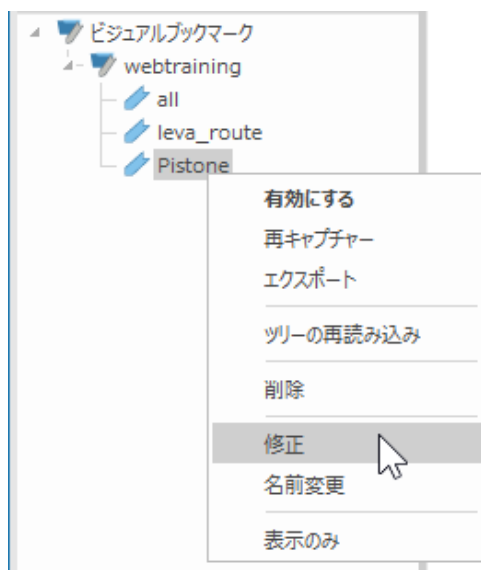 ビジュアルブックマーク
webtraining
all
leva_route
Pistone
有効にする
再キャプチャー
エクスポート
ツリーの再読み込み
削除
修正
名前変更
表示のみ